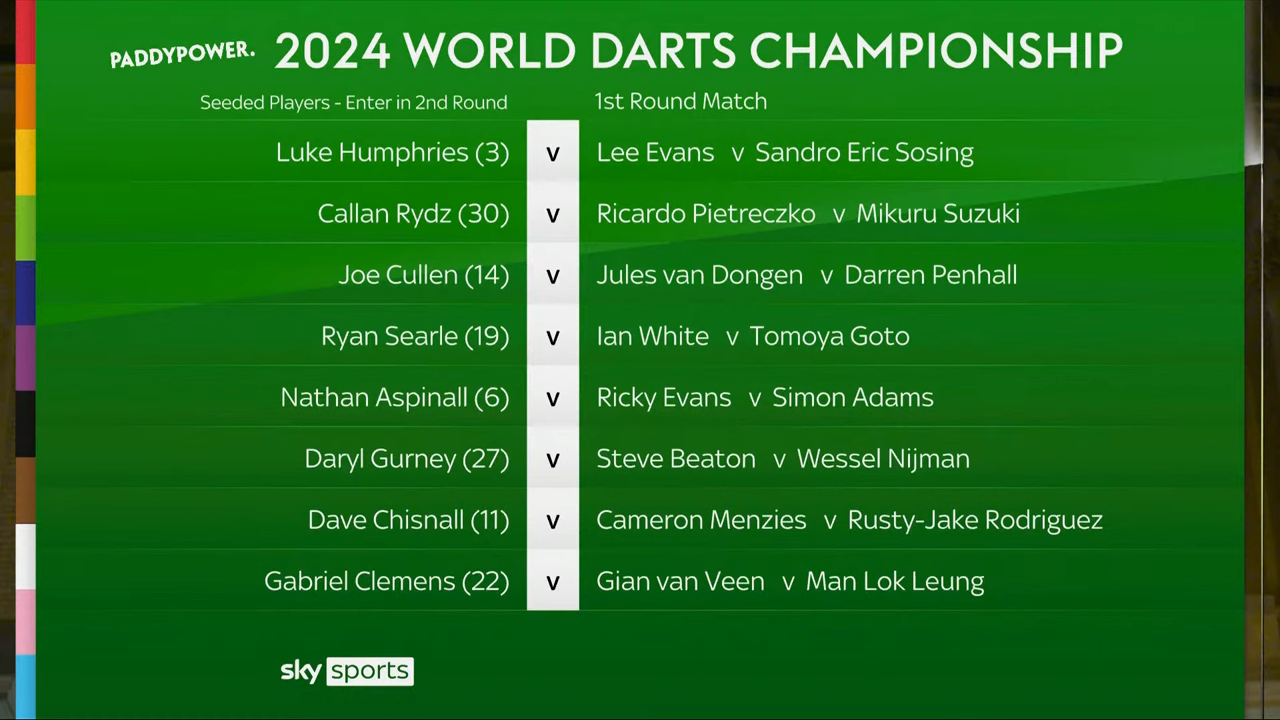 PADDYPOWER. 2024 WORLD DARTS CHAMPIONSHIP
Seeded Players - Enter in 2nd Round 1st Round Match
Luke Humphries (3) v Lee Evans v Sandro Eric Sosing
Callan Rydz (30) v Ricardo Pietreczko v Mikuru Suzuki
Joe Cullen (14) v Jules van Dongen v Darren Penhall
Ryan Searle (19) v Ian White v Tomoya Goto
Nathan Aspinall (6) v Ricky Evans v Simon Adams
Daryl Gurney (27) v Steve Beaton v Wessel Nijman
Dave Chisnall (11) v Cameron Menzies v Rusty-Jake Rodriguez
Gabriel Clemens (22) v Gian van Veen v Man Lok Leung
sky sports